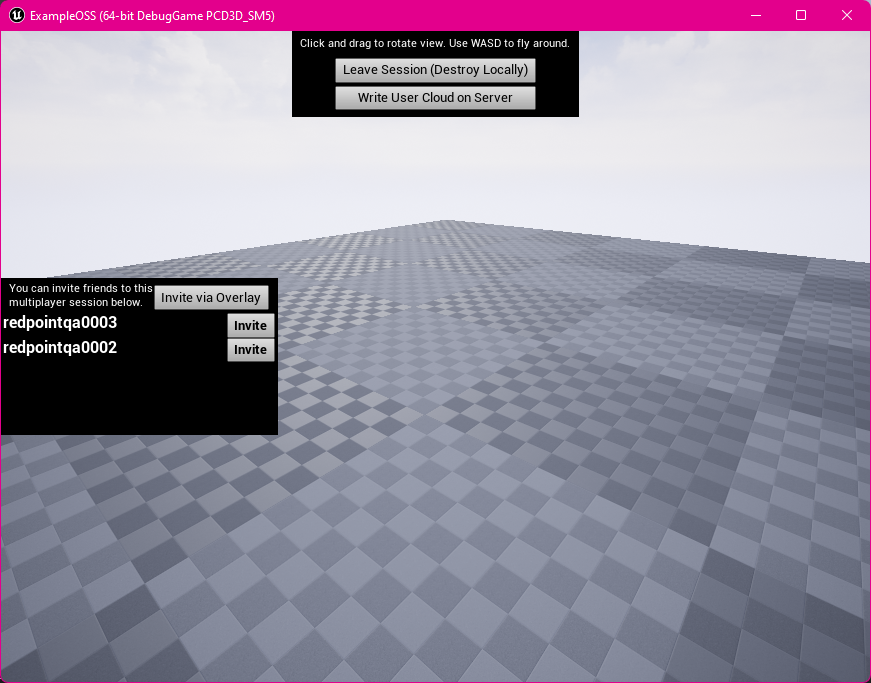 ExampleOSS (64-bit DebugGame PCD3D_SM5)
Click and drag to rotate view. Use WASD to fly around.
Leave Session (Destroy Locally)
Write User Cloud on Server
You can invite friends to this
multiplayer session below.
Invite via Overlay
redpointqa0003
Invite
redpointqa0002
Invite